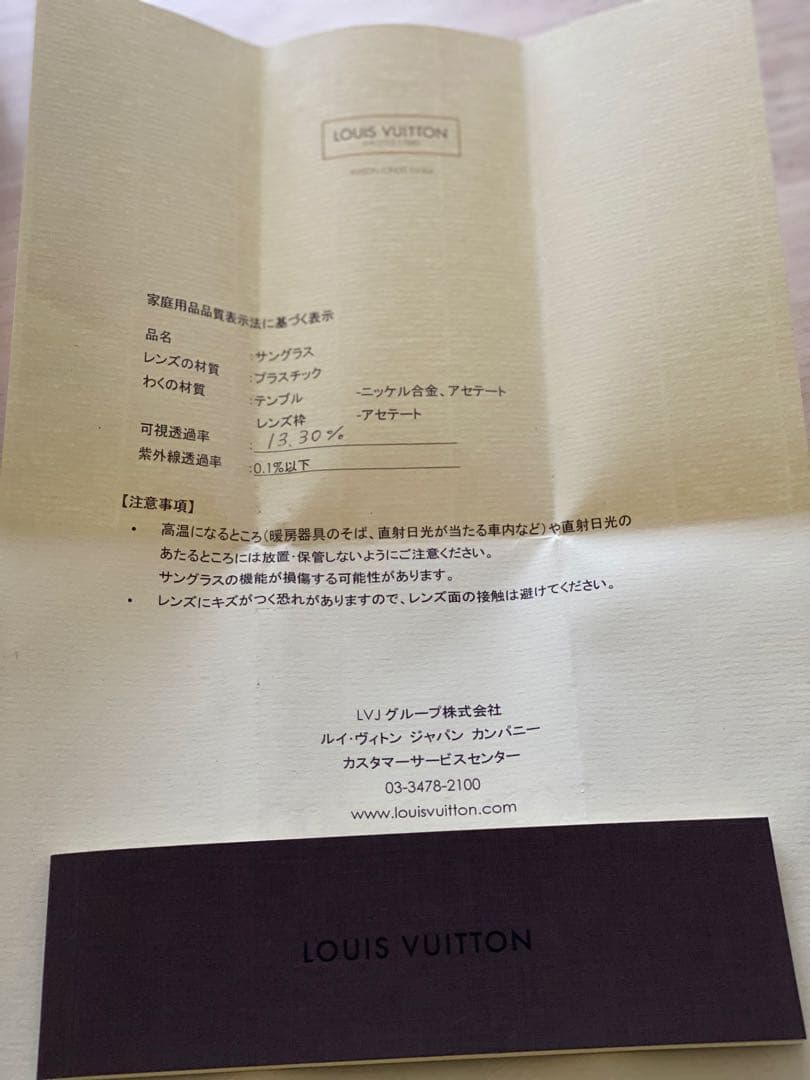 LOUIS VUITTON
MAISON FONDÉE EN 1854
家庭用品品質表示法に基づく表示
品名 :サングラス
レンズの材質 :プラスチック
わくの材質 :テンプル -ニッケル合金、アセテート
レンズ枠 -アセテート
可視透過率 : 13.30%
紫外線透過率 :0.1%以下
【注意事項】
• 高温になるところ(暖房器具のそば、直射日光が当たる車内など)や直射日光の
あたるところには放置・保管しないようにご注意ください。
サングラスの機能が損傷する可能性があります。
• レンズにキズがつく恐れがありますので、レンズ面の接触は避けてください。
LVJ グループ株式会社
ルイ・ヴィトン ジャパン カンパニー
カスタマーサービスセンター
03-3478-2100
www.louisvuitton.com
LOUIS VUITTON